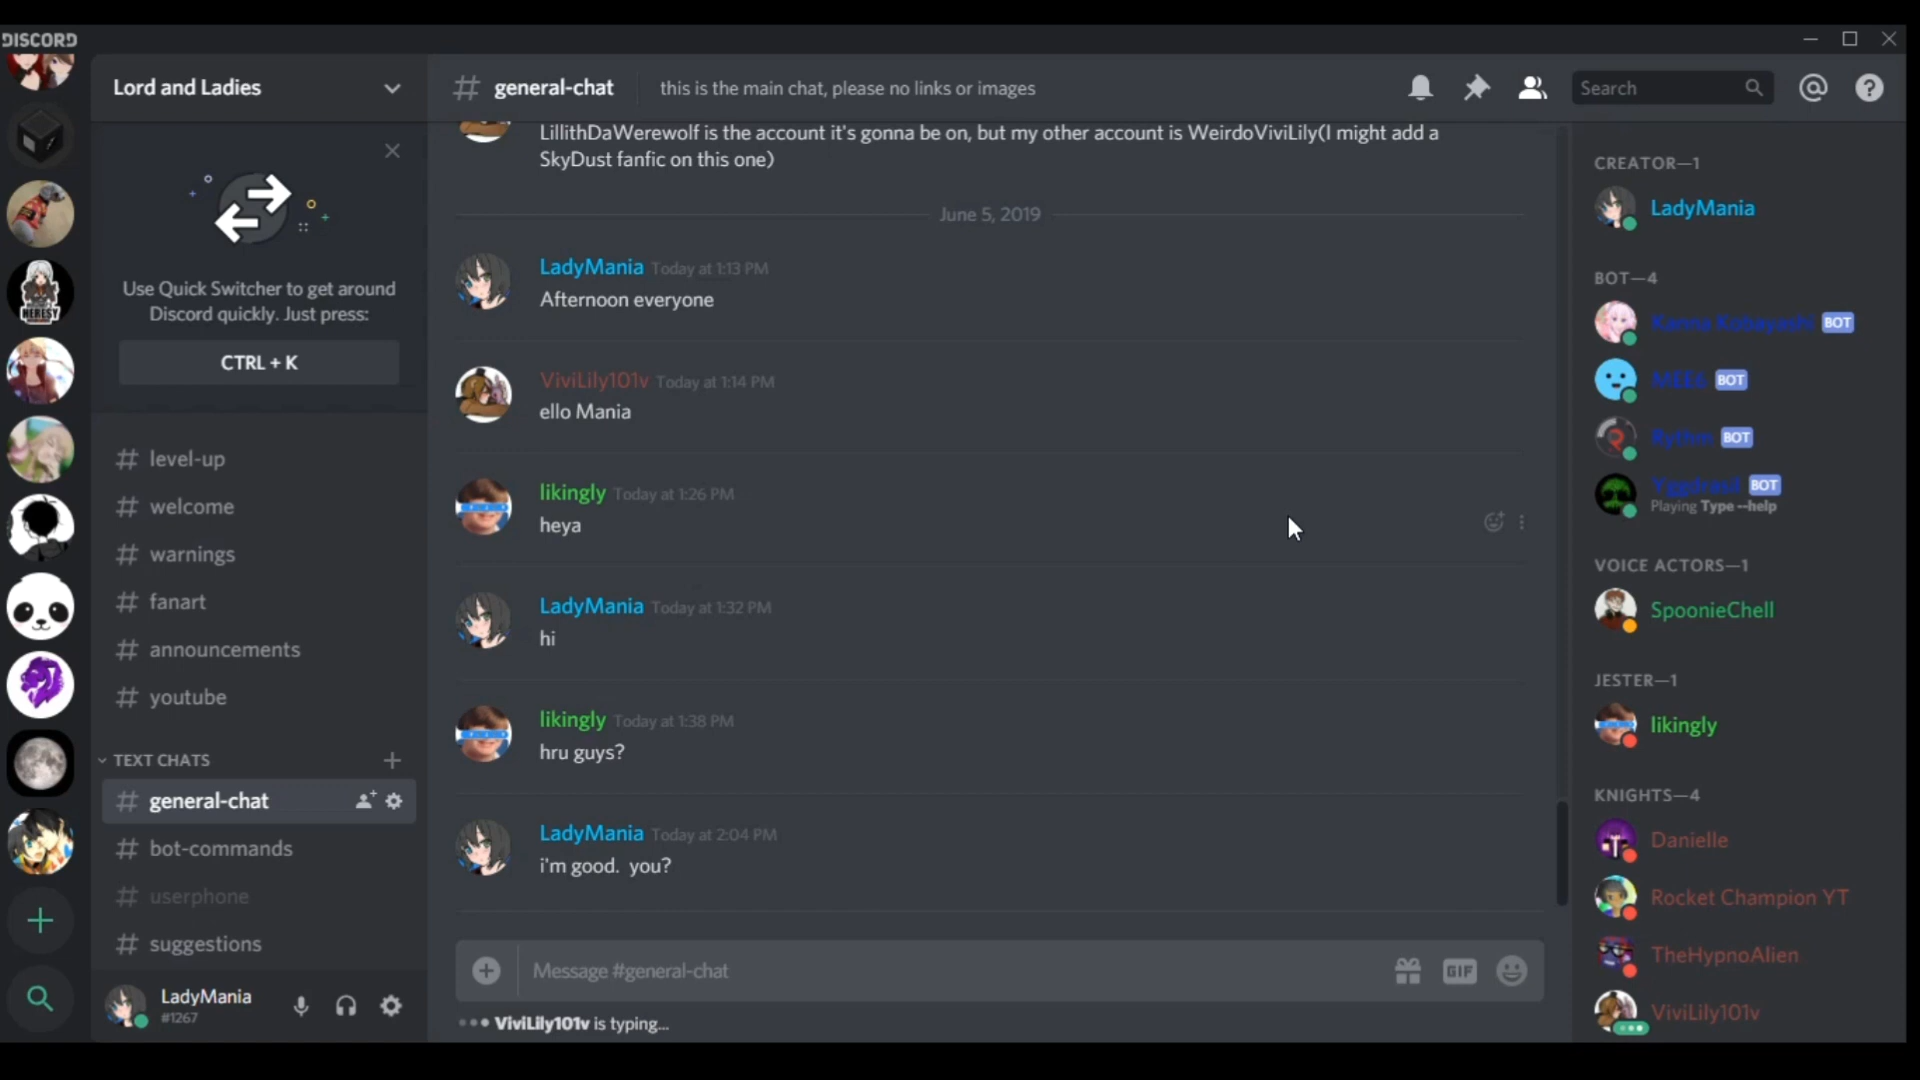 DISCORD
Lord and Ladies
general-chat
this is the main chat, please no links or images
Search
Use Quick Switcher to get around
Discord quickly. Just press:
CTRL + K
# level-up
# welcome
# warnings
# fanart
# announcements
# youtube
TEXT CHATS
# general-chat
# bot-commands
# userphone
# suggestions
LadyMania
#1267
HERESY
LillithDaWerewolf is the account it's gonna be on, but my other account is WeirdoViviLily(I might add a
SkyDust fanfic on this one)
June 5, 2019
LadyMania Today at 1:13 PM
Afternoon everyone
ViviLily101v Today at 1:14 PM
ello Mania
likingly Today at 1:26 PM
heya
LadyMania Today at 1:32 PM
hi
likingly Today at 1:38 PM
hru guys?
LadyMania Today at 2:04 PM
i'm good.  you?
Message #general-chat
GIF
ViviLily101v is typing...
CREATOR—1
LadyMania
BOT—4
Kanna Kobayashi BOT
MEE6 BOT
Rythm BOT
Yggdrasil BOT
Playing Type --help
VOICE ACTORS—1
SpoonieChell
JESTER—1
likingly
KNIGHTS—4
Danielle
Rocket Champion YT
TheHypnoAlien
ViviLily101v